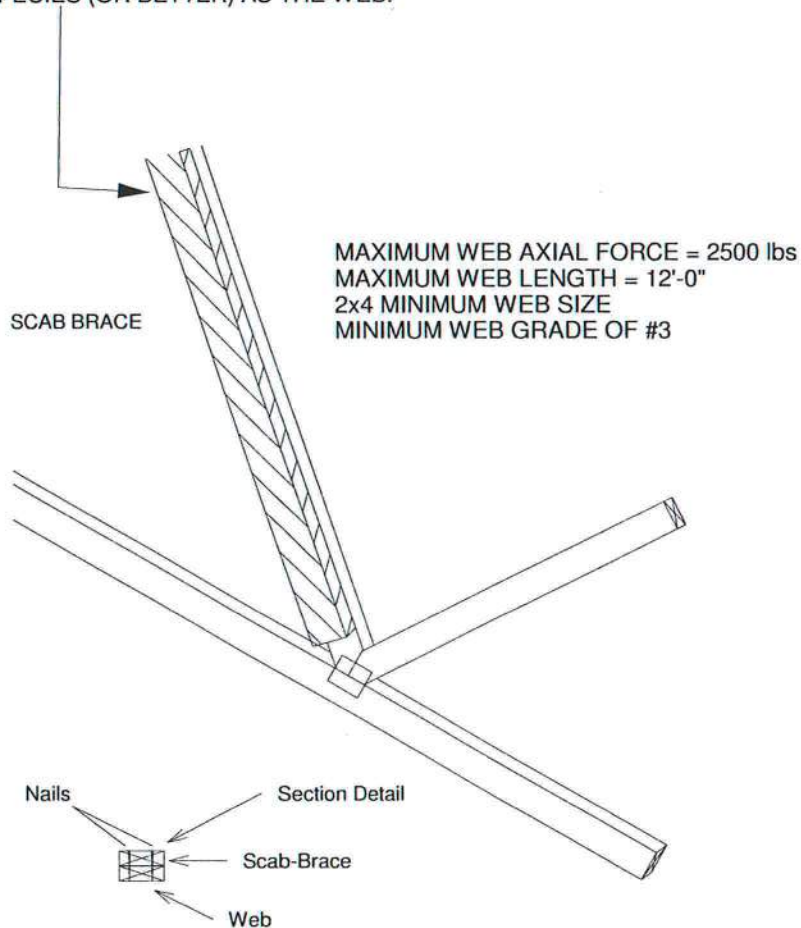 (OR BETTER) AS THE WEB.
MAXIMUM WEB AXIAL FORCE = 2500 lbs
MAXIMUM WEB LENGTH = 12'-0"
2x4 MINIMUM WEB SIZE
MINIMUM WEB GRADE OF #3
SCAB BRACE
Nails
Section Detail
Scab-Brace
Web